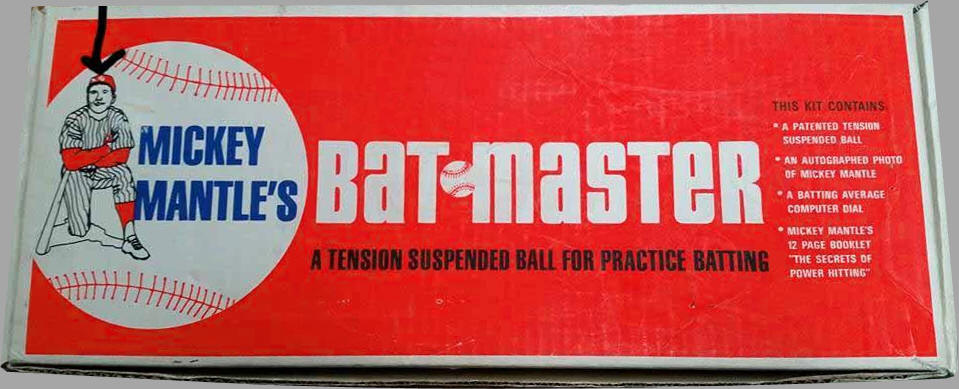 MICKEY
MANTLE'S
BAT-MASTER
A TENSION SUSPENDED BALL FOR PRACTICE BATTING
THIS KIT CONTAINS:
• A PATENTED TENSION
SUSPENDED BALL
• AN AUTOGRAPHED PHOTO
OF MICKEY MANTLE
• A BATTING AVERAGE
COMPUTER DIAL
• MICKEY MANTLE'S
12 PAGE BOOKLET
"THE SECRETS OF
POWER HITTING"